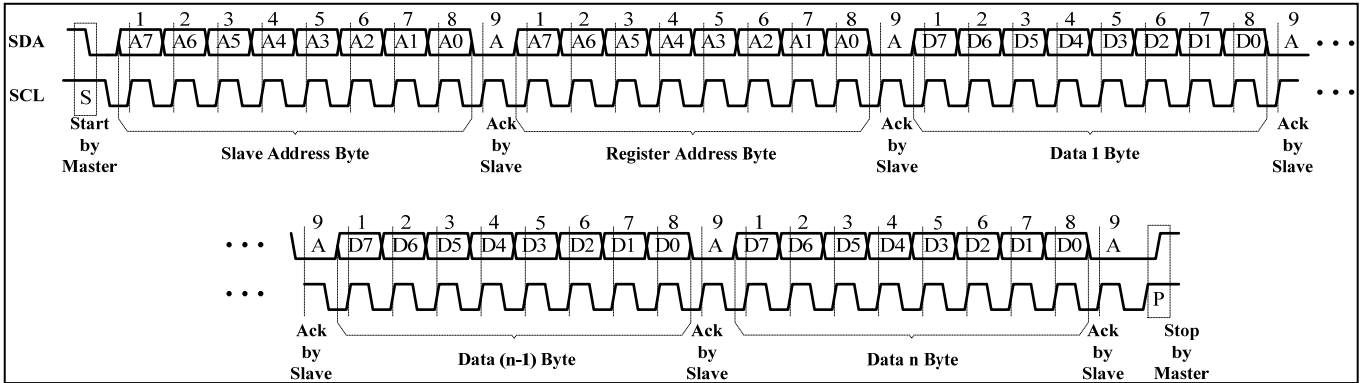 1 2 3 4 5 6 7 8 9 1 2 3 4 5 6 7 8 9 1 2 3 4 5 6 7 8 9
SDA A7 A6 A5 A4 A3 A2 A1 A0 A A7 A6 A5 A4 A3 A2 A1 A0 A D7 D6 D5 D4 D3 D2 D1 D0 A • • •
SCL S • • •
Start by Master
Slave Address Byte
Ack by Slave
Register Address Byte
Ack by Slave
Data 1 Byte
Ack by Slave
9 1 2 3 4 5 6 7 8 9 1 2 3 4 5 6 7 8 9
• • • A D7 D6 D5 D4 D3 D2 D1 D0 A D7 D6 D5 D4 D3 D2 D1 D0 A
• • • P
Ack by Slave
Data (n-1) Byte
Ack by Slave
Data n Byte
Ack by Slave
Stop by Master